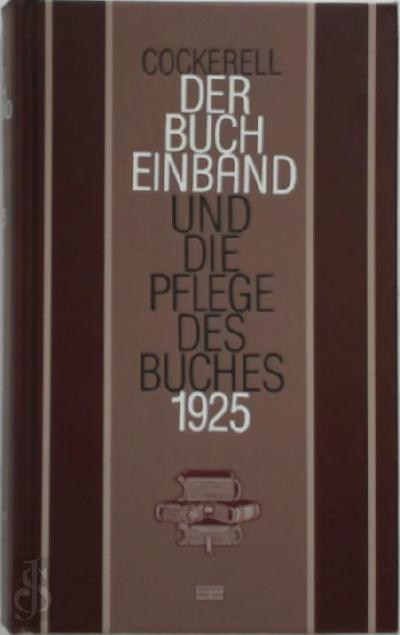 COCKERELL
DER
BUCH
EINBAND
UND
DIE
PFLEGE
DES
BUCHES
1925